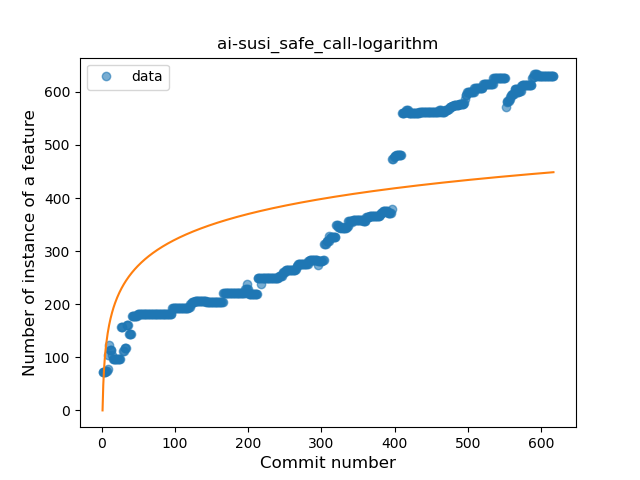 ai-susi_safe_call-logarithm
data
Number of instance of a feature
600
500
400
300
200
100
0
0 100 200 300 400 500 600
Commit number